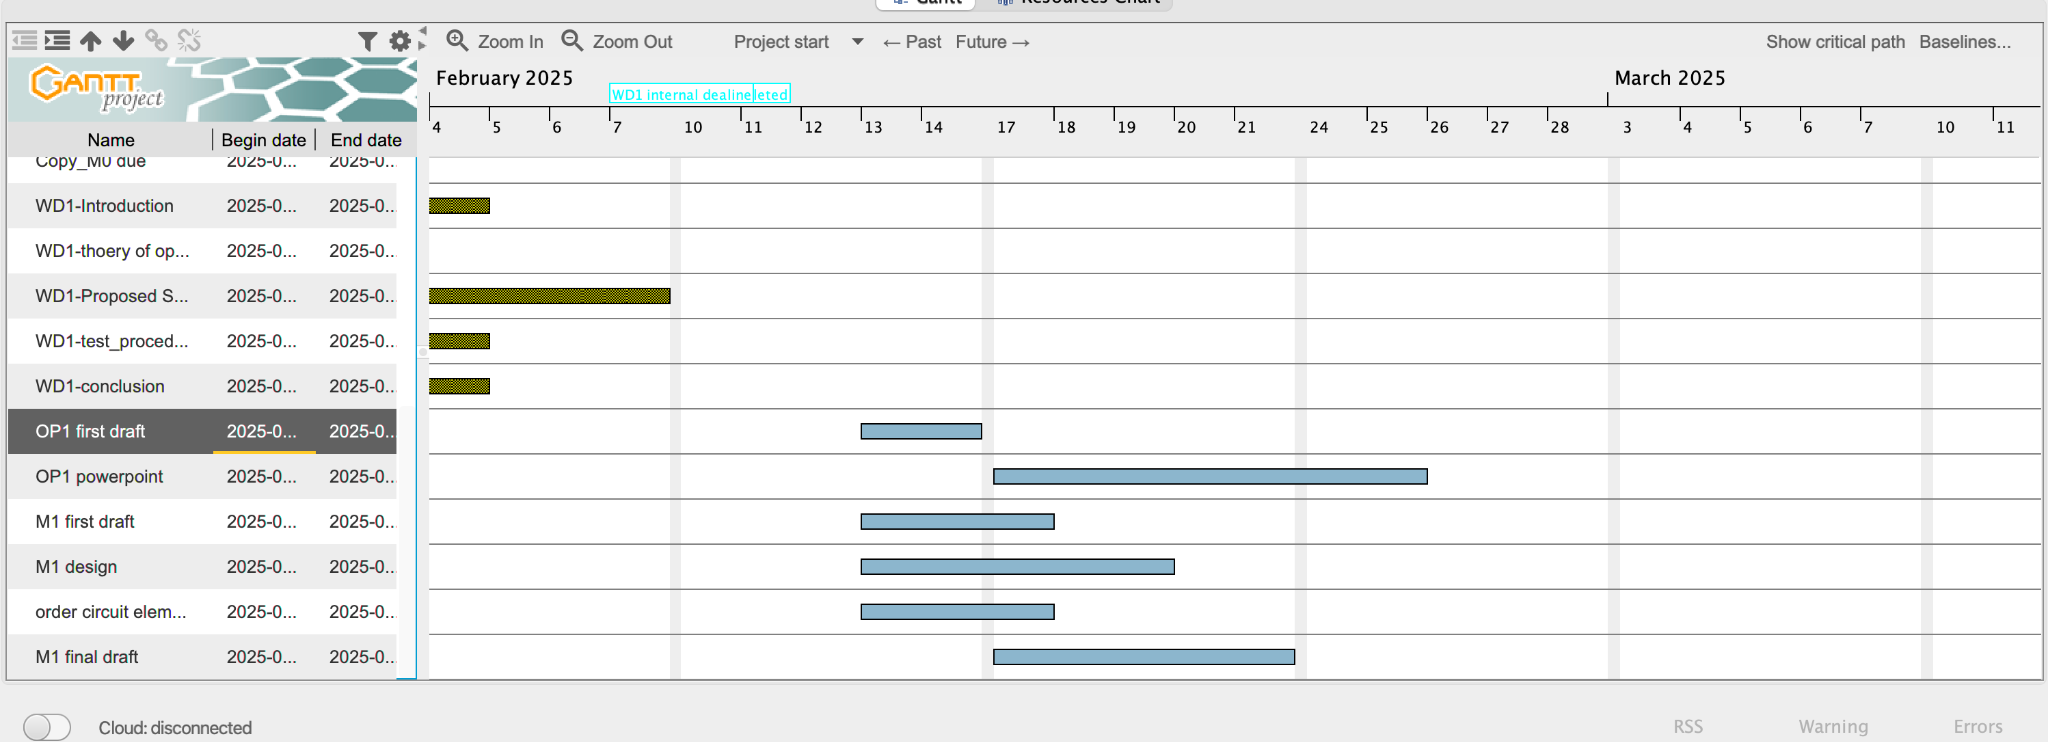 Gantt Resources Chart
Zoom In Zoom Out Project start ← Past Future → Show critical path Baselines...
GANTT project
February 2025 March 2025
WD1 internal dealine leted
4 5 6 7 10 11 12 13 14 17 18 19 20 21 24 25 26 27 28 3 4 5 6 7 10 11
Name Begin date End date
Copy_M0 due 2025-0... 2025-0...
WD1-Introduction 2025-0... 2025-0...
WD1-thoery of op... 2025-0... 2025-0...
WD1-Proposed S... 2025-0... 2025-0...
WD1-test_proced... 2025-0... 2025-0...
WD1-conclusion 2025-0... 2025-0...
OP1 first draft 2025-0... 2025-0...
OP1 powerpoint 2025-0... 2025-0...
M1 first draft 2025-0... 2025-0...
M1 design 2025-0... 2025-0...
order circuit elem... 2025-0... 2025-0...
M1 final draft 2025-0... 2025-0...
Cloud: disconnected RSS Warning Errors